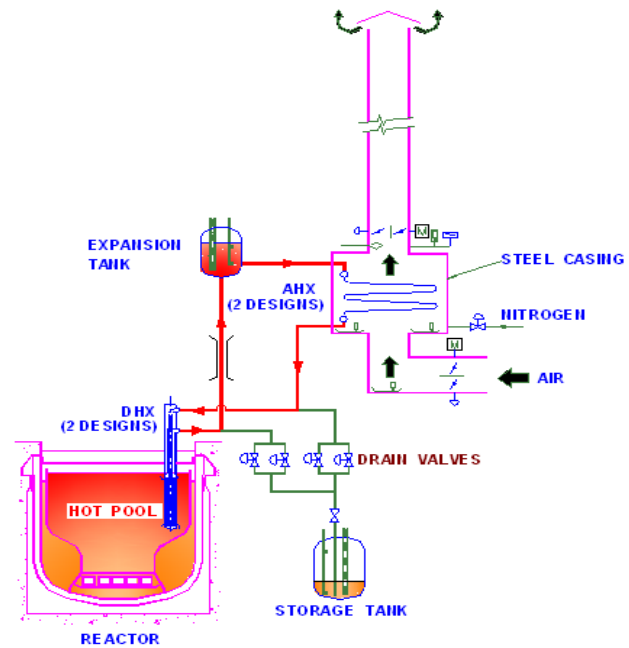 M
EXPANSION
TANK
STEEL CASING
AHX
(2 DESIGNS)
NITROGEN
M
AIR
DHX
(2 DESIGNS)
DRAIN VALVES
HOT POOL
STORAGE TANK
REACTOR